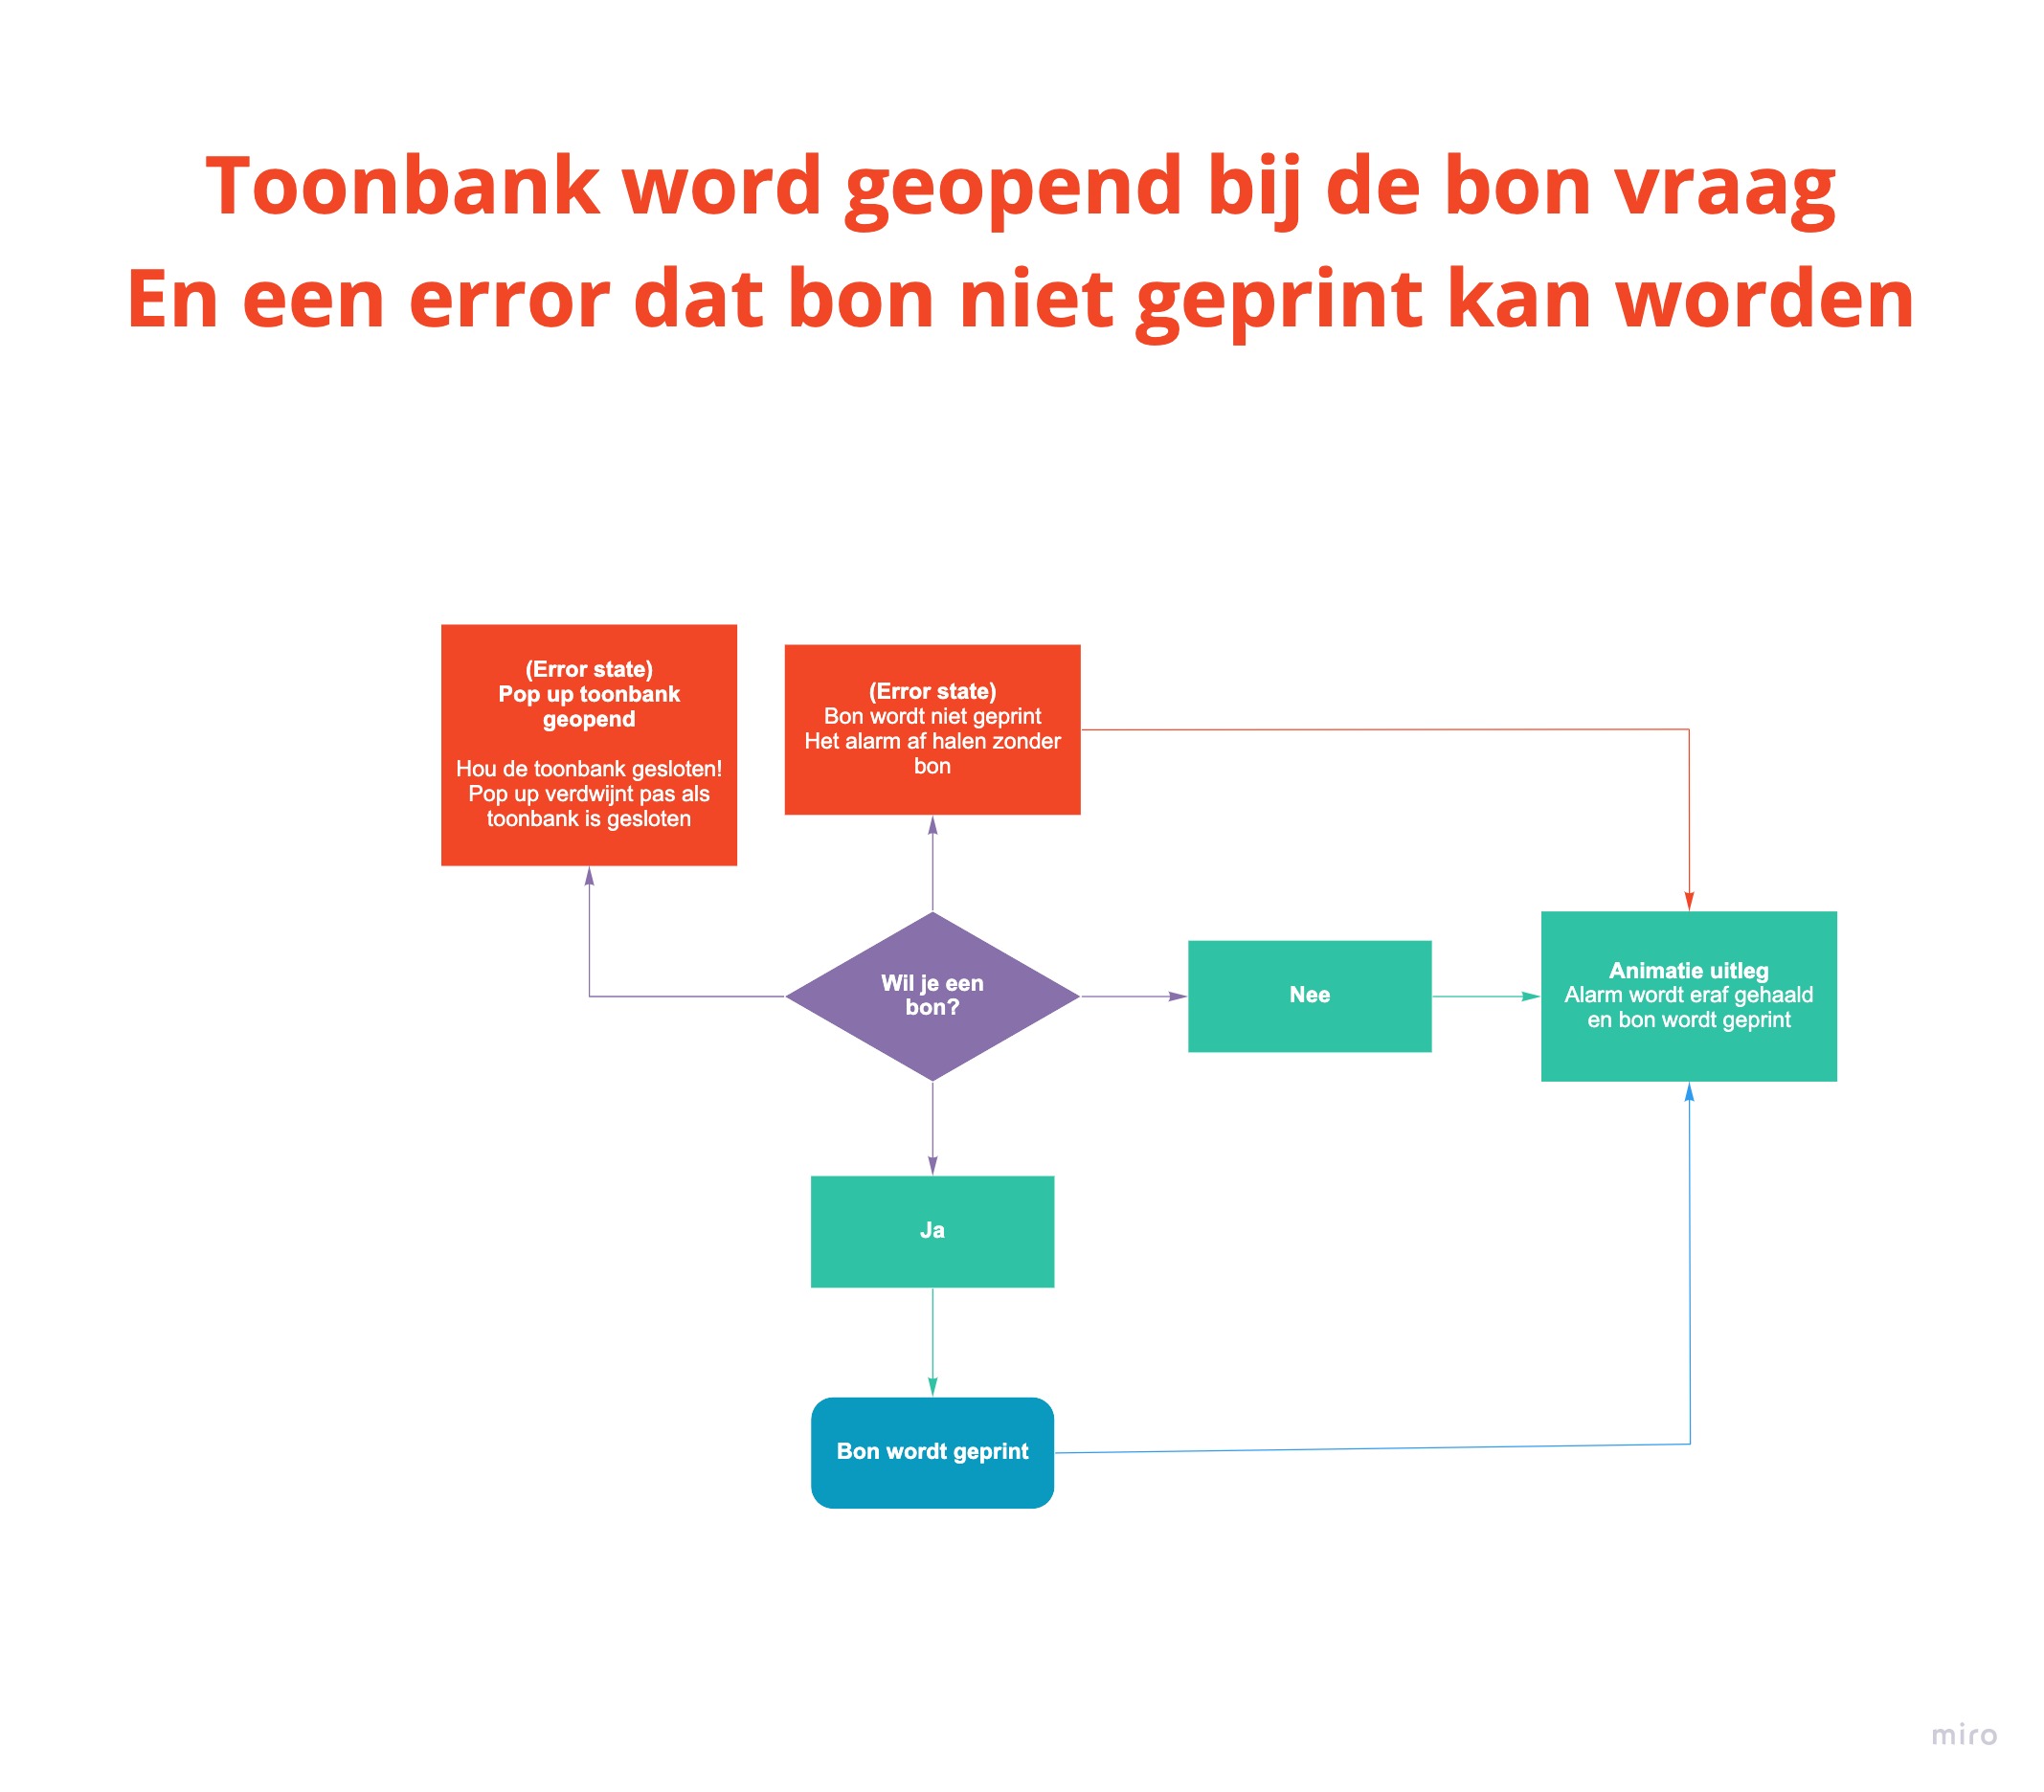 Toonbank word geopend bij de bon vraag
En een error dat bon niet geprint kan worden
(Error state)
Pop up toonbank
geopend
Hou de toonbank gesloten!
Pop up verdwijnt pas als
toonbank is gesloten
(Error state)
Bon wordt niet geprint
Het alarm af halen zonder
bon
Wil je een
bon?
Nee
Animatie uitleg
Alarm wordt eraf gehaald
en bon wordt geprint
Ja
Bon wordt geprint
miro